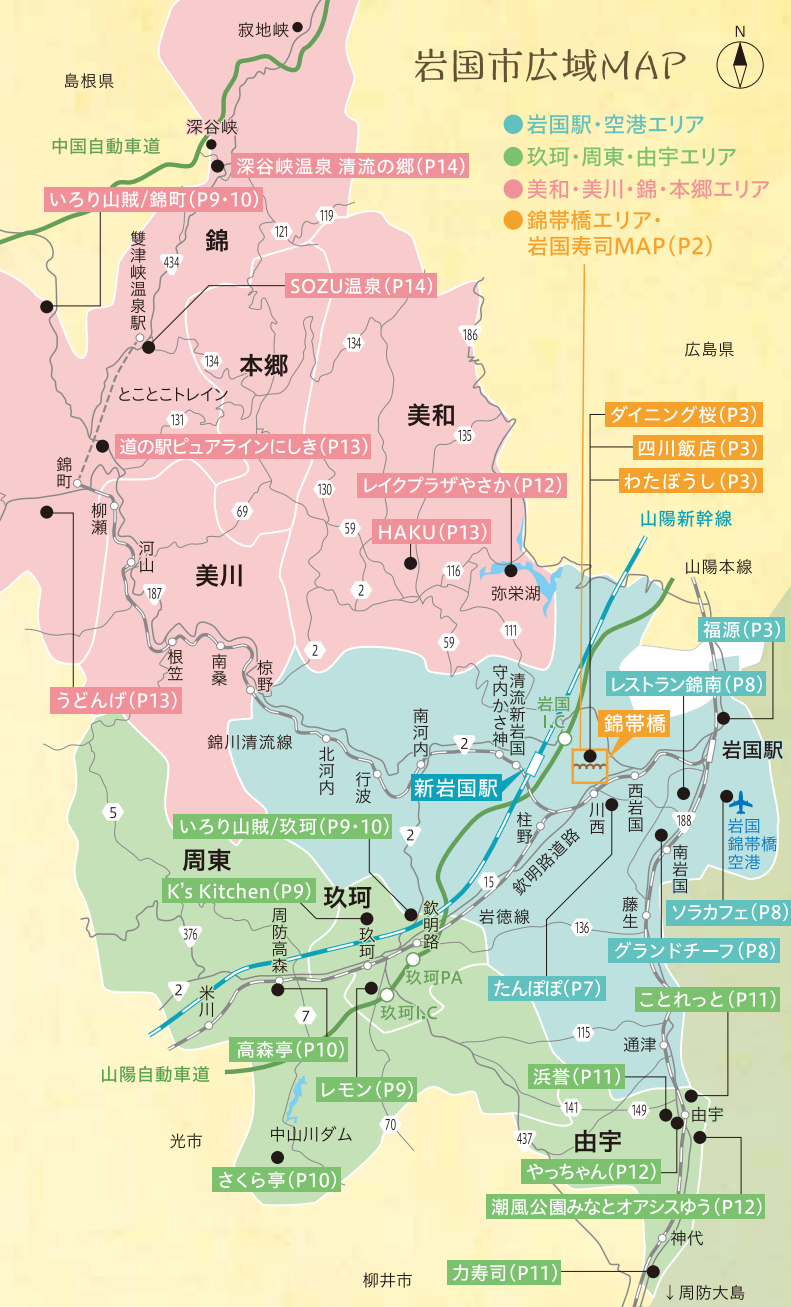 岩国市広域MAP
N
岩国駅・空港エリア
玖珂・周東・由宇エリア
美和・美川・錦・本郷エリア
錦帯橋エリア・
岩国寿司MAP(P2)
寂地峡
島根県
深谷峡
中国自動車道
深谷峡温泉 清流の郷(P14)
いろり山賊/錦町(P9・10)
119
121
錦
雙津峡温泉駅
434
SOZU温泉(P14)
186
134
134
広島県
本郷
とことこトレイン
美和
131
135
ダイニング桜(P3)
四川飯店(P3)
わたぼうし(P3)
道の駅ピュアラインにしき(P13)
錦町
レイクプラザやさか(P12)
130
柳瀬
69
59
HAKU(P13)
山陽新幹線
河山
山陽本線
美川
116
弥栄湖
187
2
福源(P3)
111
59
根笠
南桑
2
椋野
守内かさ神
清流新岩国
レストラン錦南(P8)
うどんげ(P13)
岩国I.C
錦帯橋
南河内
錦川清流線
2
岩国駅
北河内
行波
新岩国駅
西岩国
川西
岩国
錦帯橋
空港
5
いろり山賊/玖珂(P9・10)
柱野
188
2
欽明路道路
南岩国
周東
K's Kitchen(P9)
玖珂
15
藤生
ソラカフェ(P8)
周防高森
欽明路
岩徳線
136
376
玖珂
グランドチーフ(P8)
玖珂PA
2
米川
たんぽぽ(P7)
ことれっと(P11)
7
玖珂I.C
高森亭(P10)
115
通津
山陽自動車道
レモン(P9)
浜誉(P11)
141
149
由宇
70
光市
中山川ダム
437
由宇
やっちゃん(P12)
さくら亭(P10)
潮風公園みなとオアシスゆう(P12)
神代
柳井市
力寿司(P11)
↓周防大島